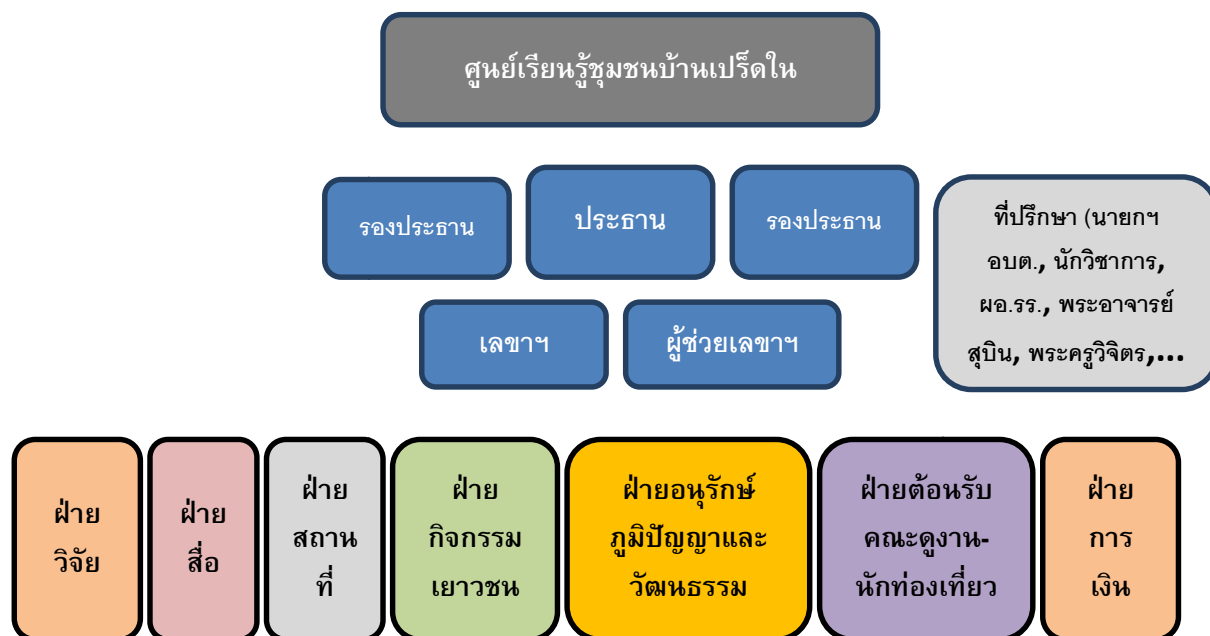 ศูนย์เรียนรู้ชุมชนบ้านเปร็ดใน
รองประธาน
ประธาน
รองประธาน
ที่ปรึกษา (นายกฯ
อบต., นักวิชาการ,
ผอ.รร., พระอาจารย์
สุบิน, พระครูวิจิตร,...
เลขาฯ
ผู้ช่วยเลขาฯ
ฝ่าย
วิจัย
ฝ่าย
สื่อ
ฝ่าย
สถาน
ที่
ฝ่าย
กิจกรรม
เยาวชน
ฝ่ายอนุรักษ์
ภูมิปัญญาและ
วัฒนธรรม
ฝ่ายต้อนรับ
คณะดูงาน-
นักท่องเที่ยว
ฝ่าย
การ
เงิน